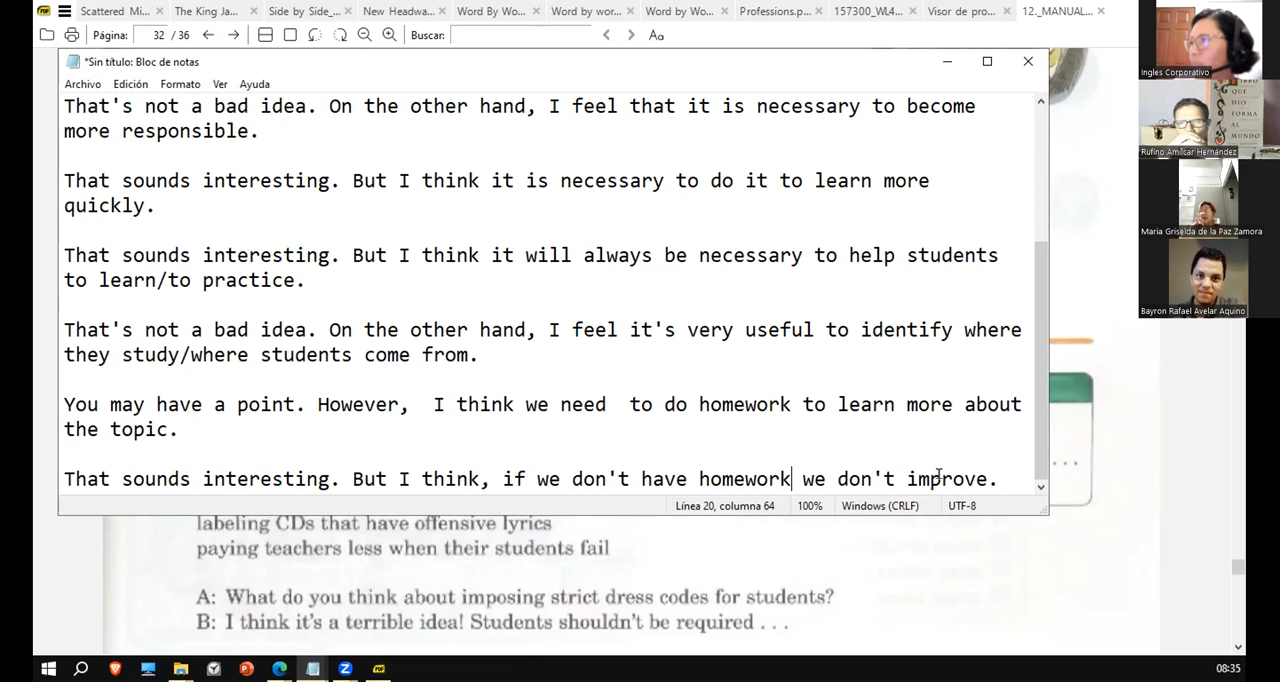 Scattered Mi...
The King Ja...
Side by Side_...
New Headwa...
Word By Wo...
Word by wor...
Word by Wo...
Professions.p...
157300_WL4...
Visor de pro...
12._MANUAL...
Página: 32 / 36
Buscar:
Aa
*Sin título: Bloc de notas
Archivo Edición Formato Ver Ayuda
That's not a bad idea. On the other hand, I feel that it is necessary to become
more responsible.
That sounds interesting. But I think it is necessary to do it to learn more
quickly.
That sounds interesting. But I think it will always be necessary to help students
to learn/to practice.
That's not a bad idea. On the other hand, I feel it's very useful to identify where
they study/where students come from.
You may have a point. However,  I think we need  to do homework to learn more about
the topic.
That sounds interesting. But I think, if we don't have homework we don't improve.
Línea 20, columna 64 100% Windows (CRLF) UTF-8
labeling CDs that have offensive lyrics
paying teachers less when their students fail
A: What do you think about imposing strict dress codes for students?
B: I think it's a terrible idea! Students shouldn't be required . . .
Ingles Corporativo
LIBRO
QUE
DIO
FORMA
AL
MUNDO
Rufino Amilcar Hernández
Maria Griselda de la Paz Zamora
Bayron Rafael Avelar Aquino
08:35